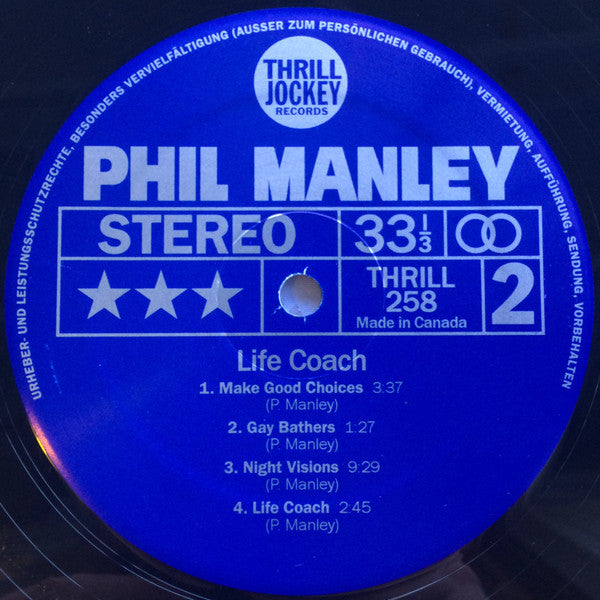 URHEBER- UND LEISTUNGSSCHUTZRECHTE, BESONDERS VERVIELFÄLTIGUNG (AUSSER ZUM PERSÖNLICHEN GEBRAUCH), VERMIETUNG, AUFFÜHRUNG, SENDUNG, VORBEHALTEN
THRILL
JOCKEY
RECORDS
PHIL MANLEY
STEREO 33 1/3
THRILL
258
Made in Canada
2
Life Coach
1. Make Good Choices 3:37
(P. Manley)
2. Gay Bathers 1:27
(P. Manley)
3. Night Visions 9:29
(P. Manley)
4. Life Coach 2:45
(P. Manley)